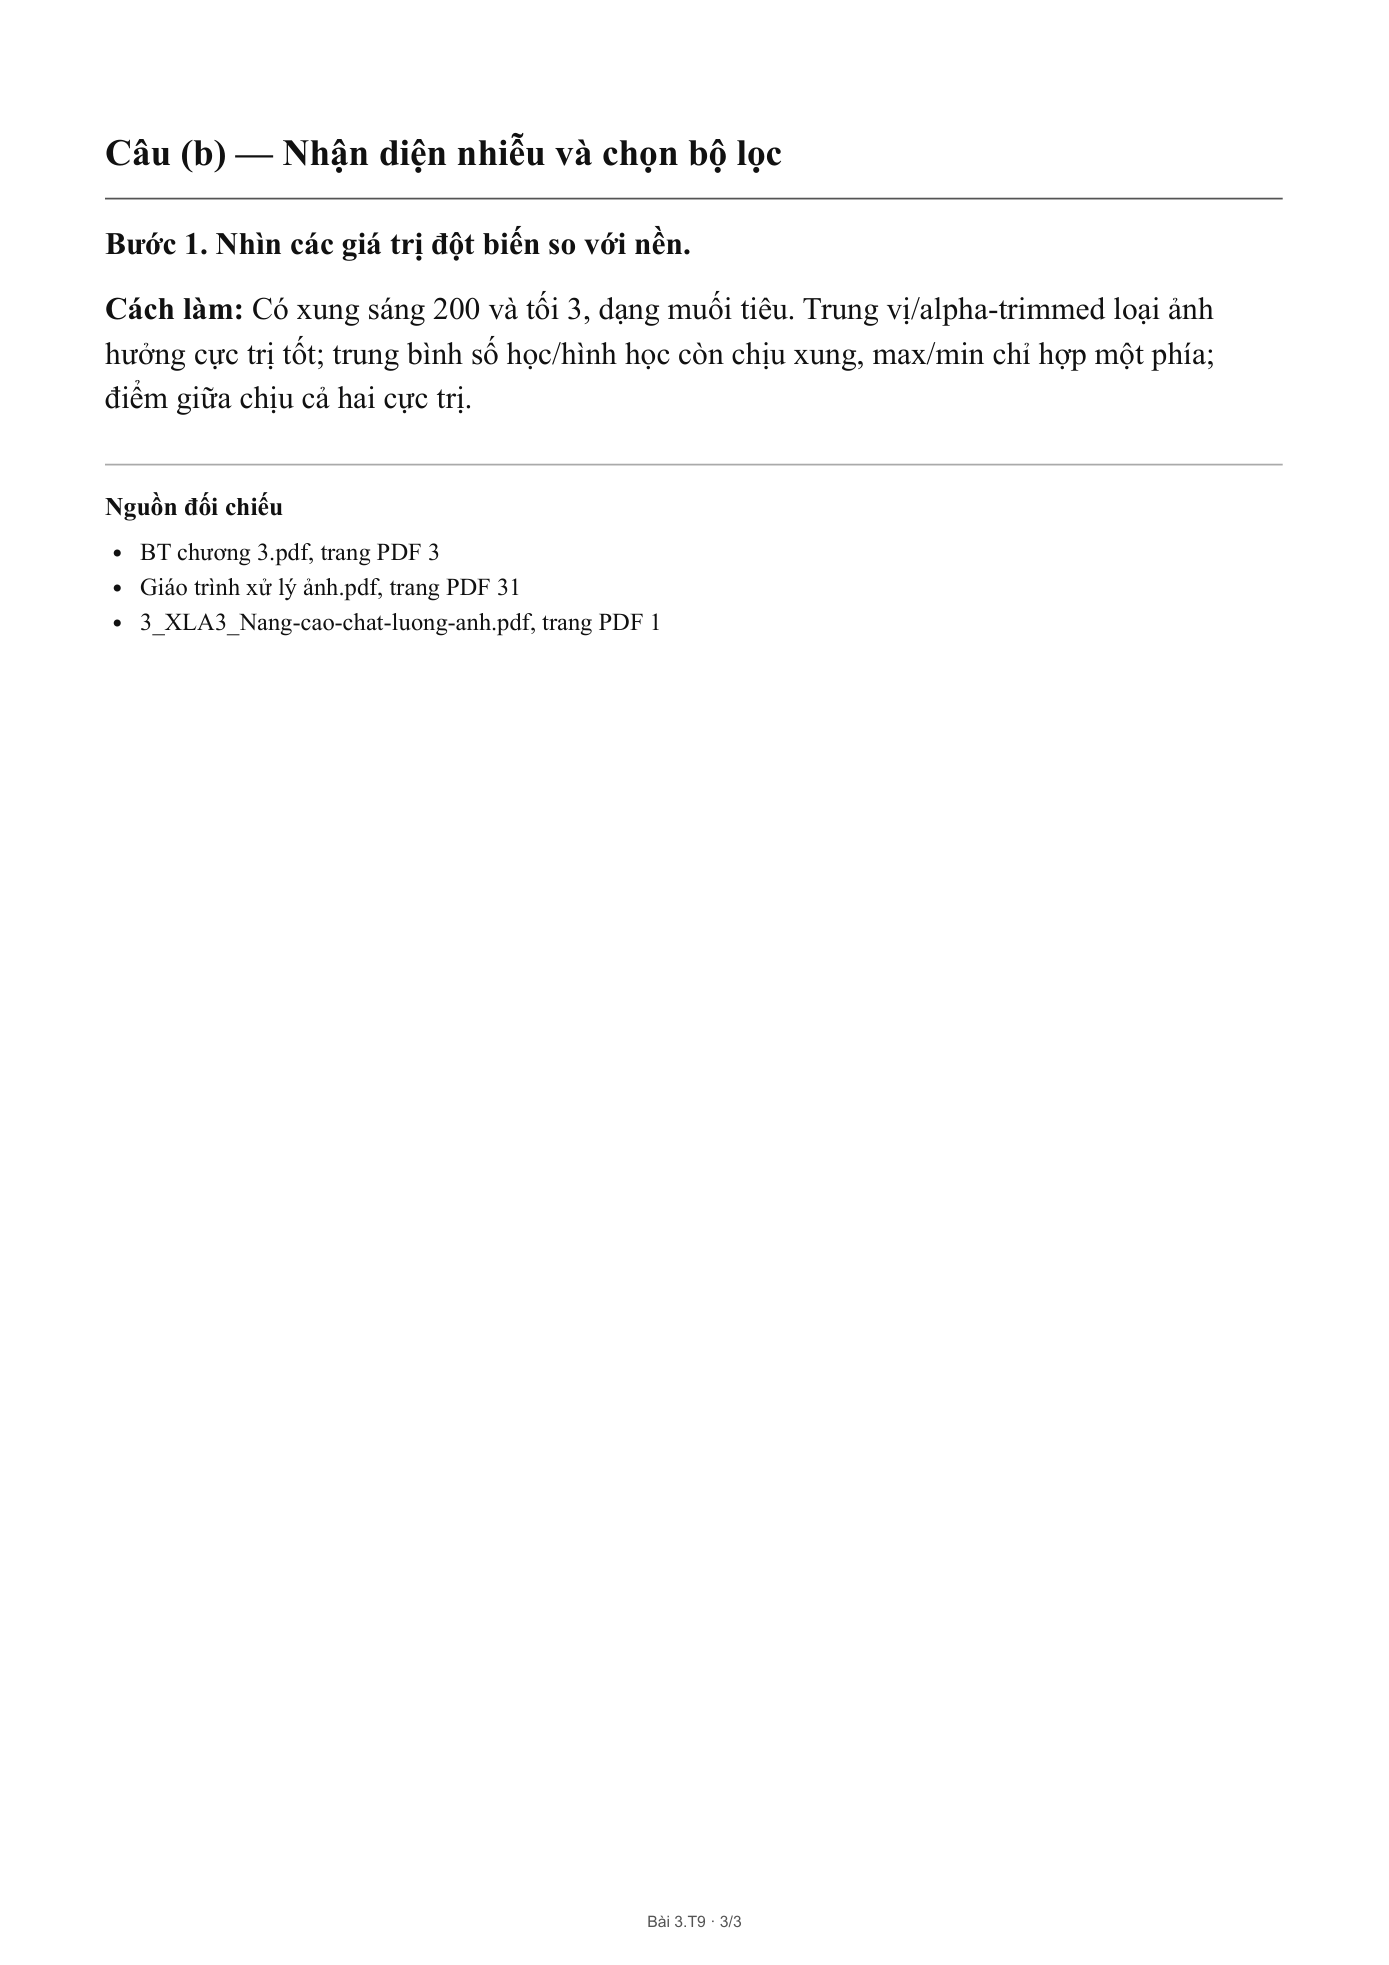 Câu (b) — Nhận diện nhiễu và chọn bộ lọc
Bước 1. Nhìn các giá trị đột biến so với nền.
Cách làm: Có xung sáng 200 và tối 3, dạng muối tiêu. Trung vị/alpha-trimmed loại ảnh
hưởng cực trị tốt; trung bình số học/hình học còn chịu xung, max/min chỉ hợp một phía;
điểm giữa chịu cả hai cực trị.
Nguồn đối chiếu
• BT chương 3.pdf, trang PDF 3
• Giáo trình xử lý ảnh.pdf, trang PDF 31
• 3_XLA3_Nang-cao-chat-luong-anh.pdf, trang PDF 1
Bài 3.T9 · 3/3